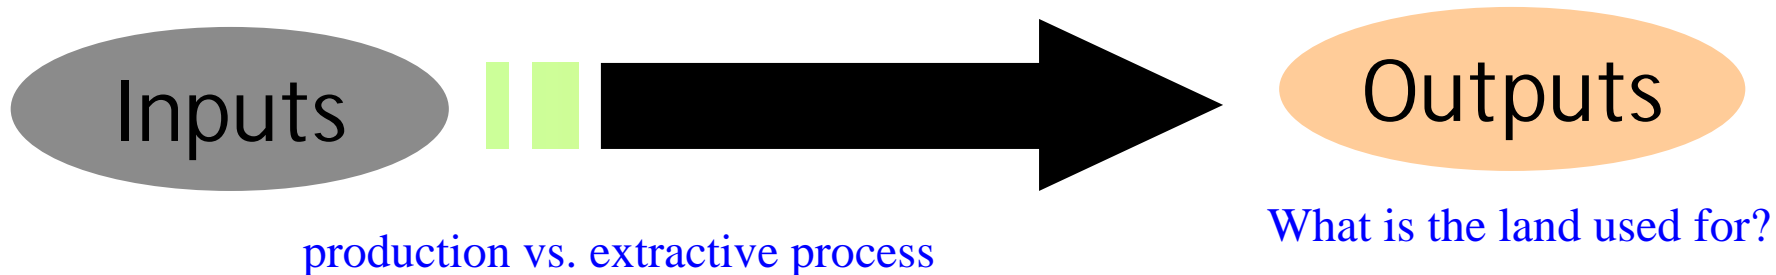 Inputs
Outputs
What is the land used for?
production vs. extractive process